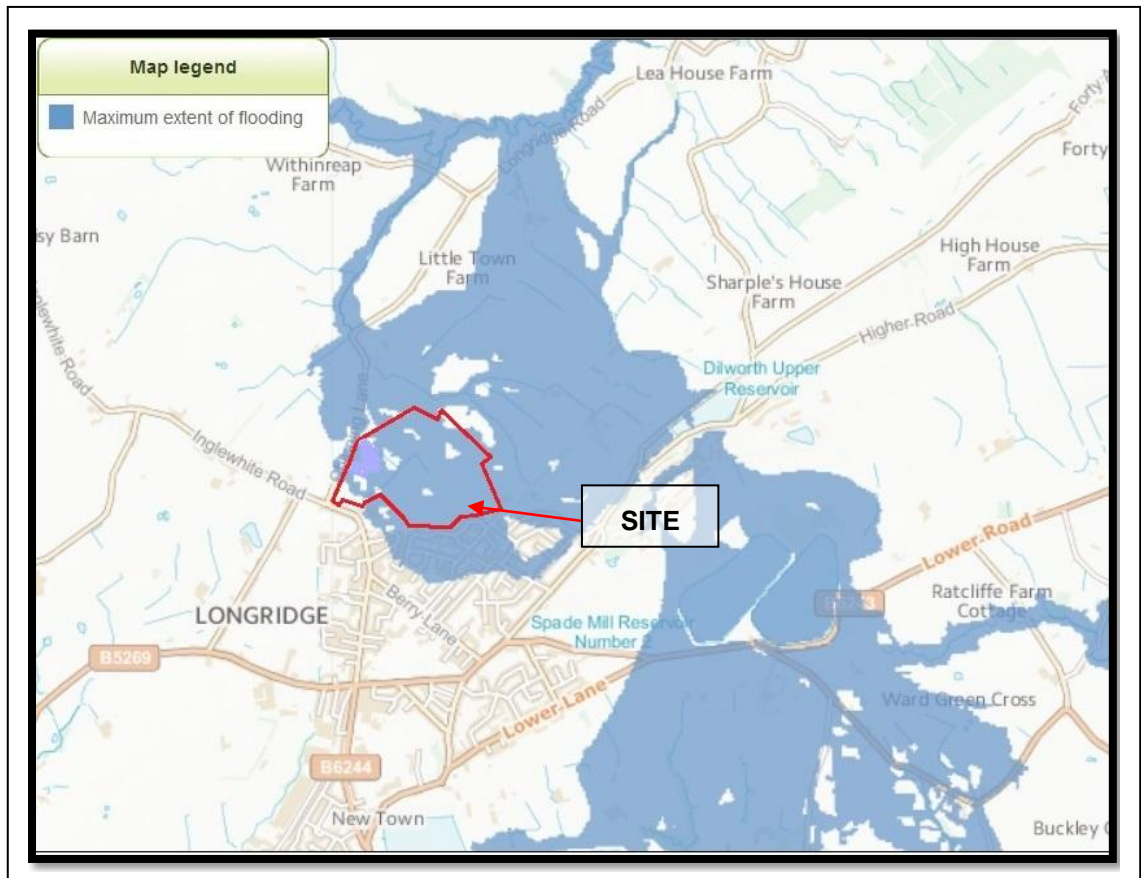 Map legend
Maximum extent of flooding
Lea House Farm
Longridge Road
Forty
Withinreap
Farm
sy Barn
Little Town
Farm
High House
Farm
Sharple's House
Farm
Higher Road
Inglewhite Road
Dilworth Upper
Reservoir
Lane
Inglewhite Road
SITE
Lower Road
LONGRIDGE
Berry Lane
Ratcliffe Farm
Cottage
Spade Mill Reservoir
Number 2
B5269
Lower Lane
Ward Green Cross
B6244
New Town
Buckley